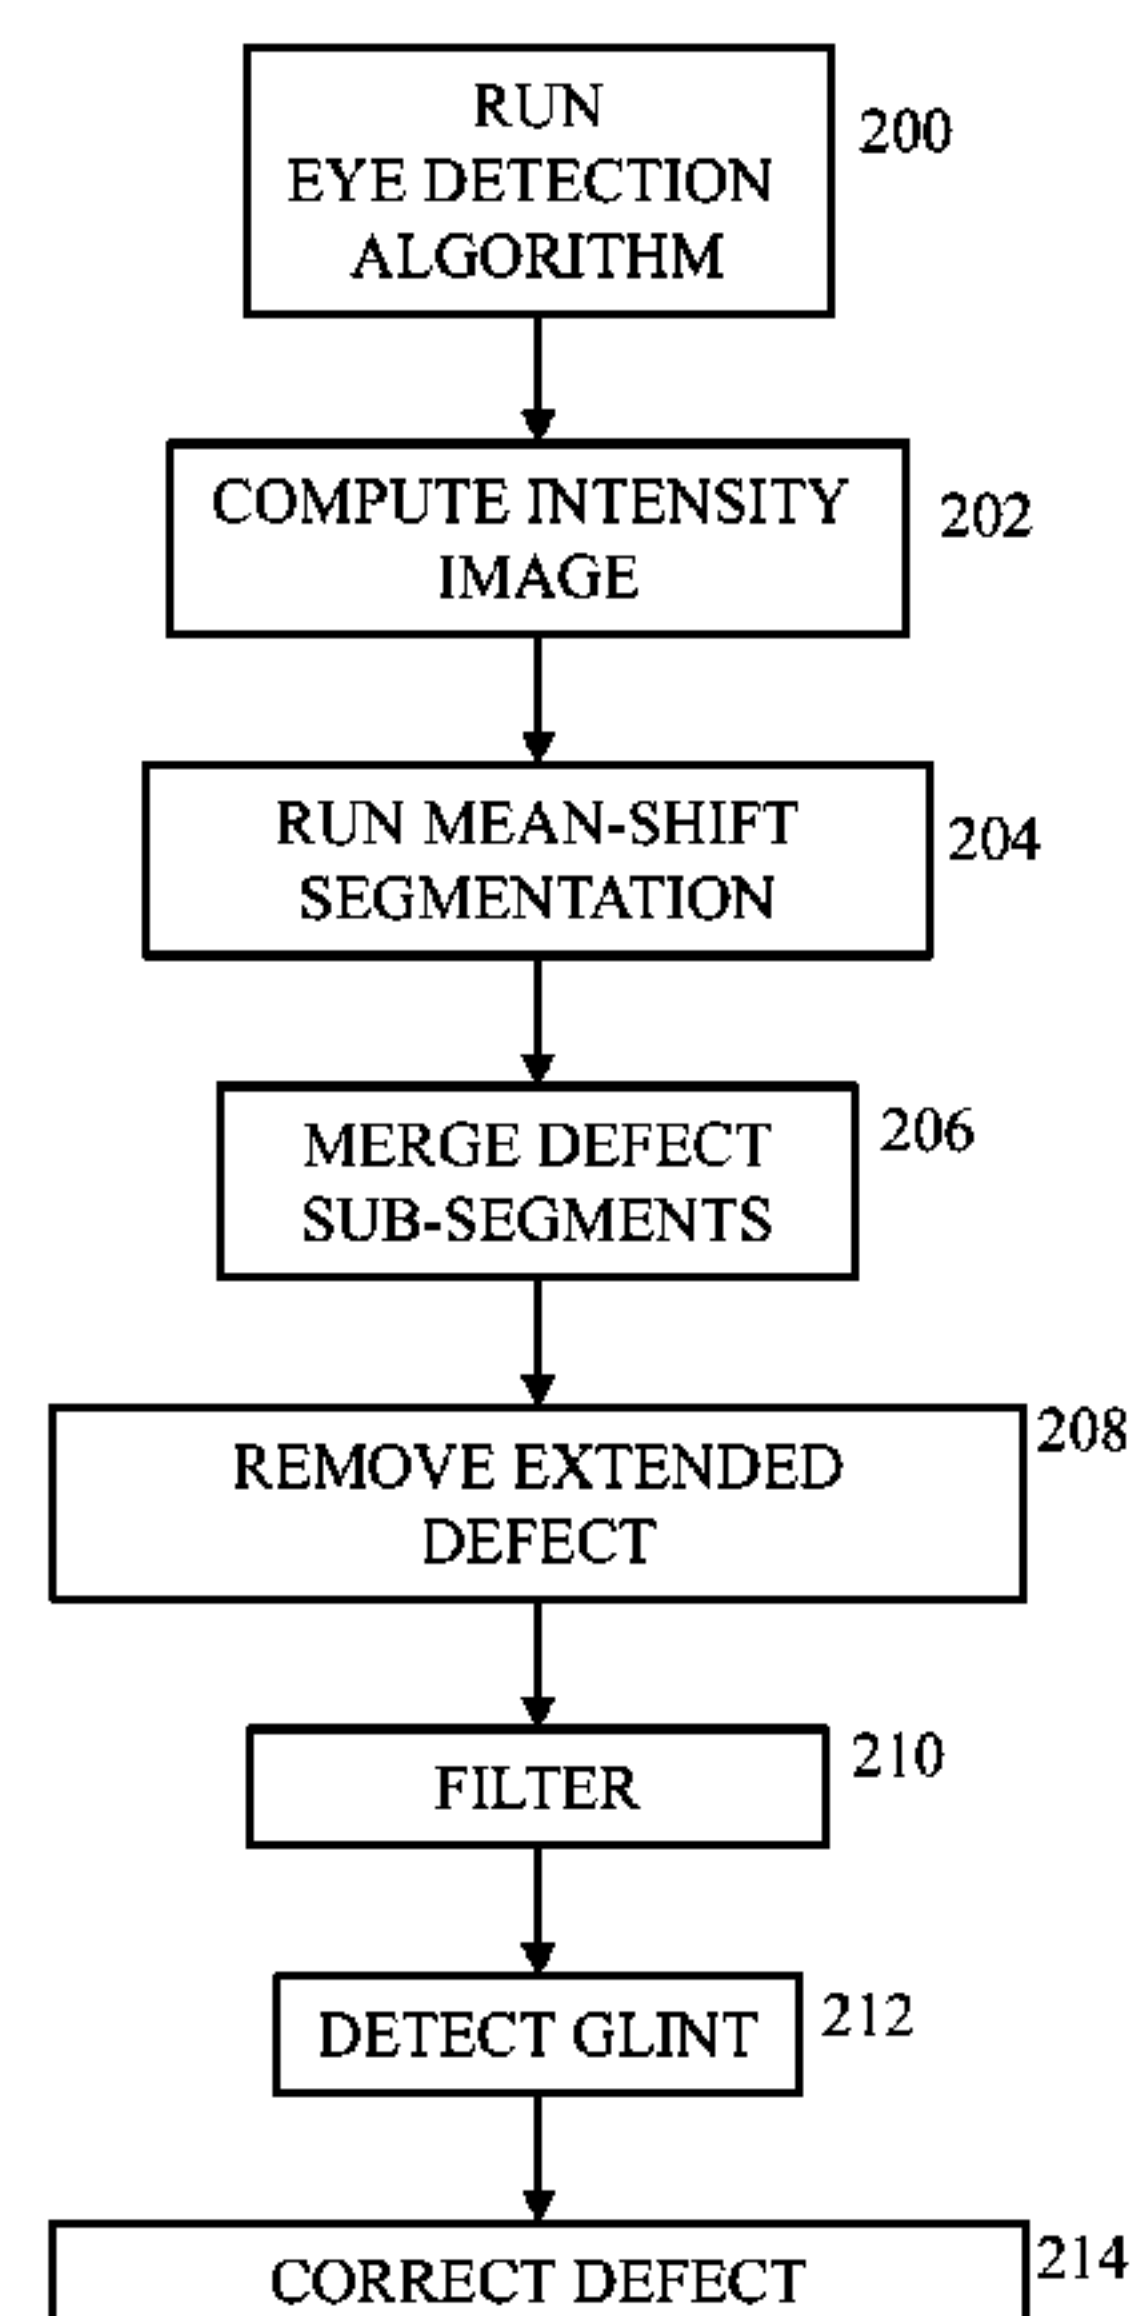 RUN
EYE DETECTION
ALGORITHM
200
COMPUTE INTENSITY
IMAGE
202
RUN MEAN-SHIFT
SEGMENTATION
204
MERGE DEFECT
SUB-SEGMENTS
206
REMOVE EXTENDED
DEFECT
208
FILTER
210
DETECT GLINT
212
CORRECT DEFECT
214